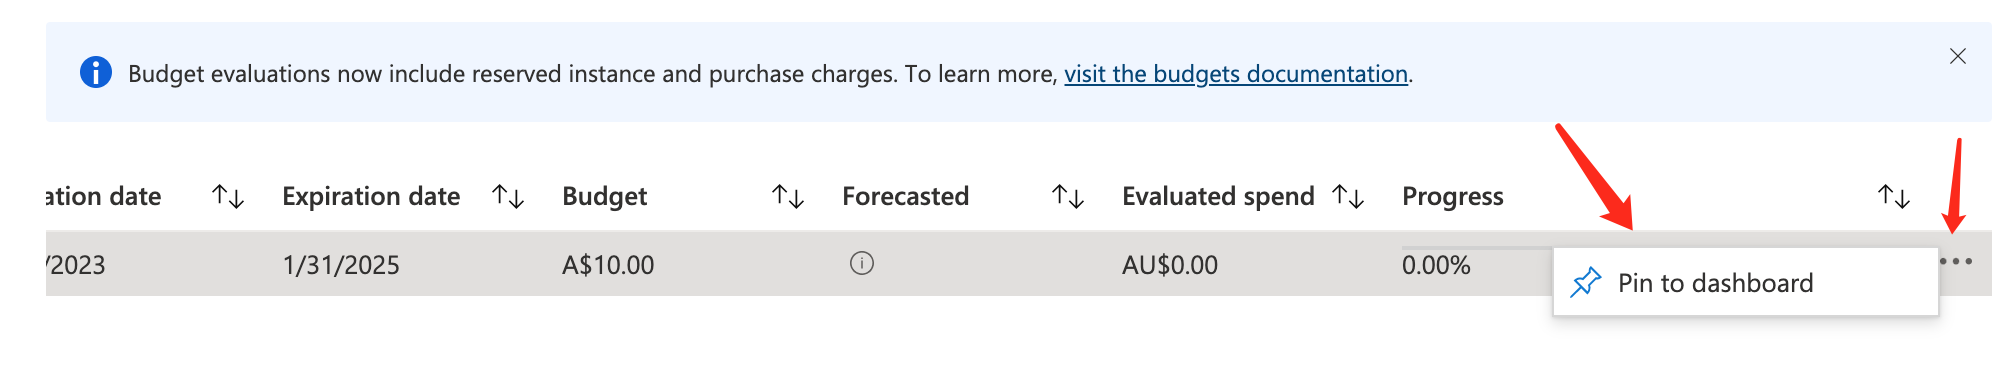 Budget evaluations now include reserved instance and purchase charges. To learn more, visit the budgets documentation.
ation date Expiration date Budget Forecasted Evaluated spend Progress
/2023 1/31/2025 A$10.00 AU$0.00 0.00%
Pin to dashboard